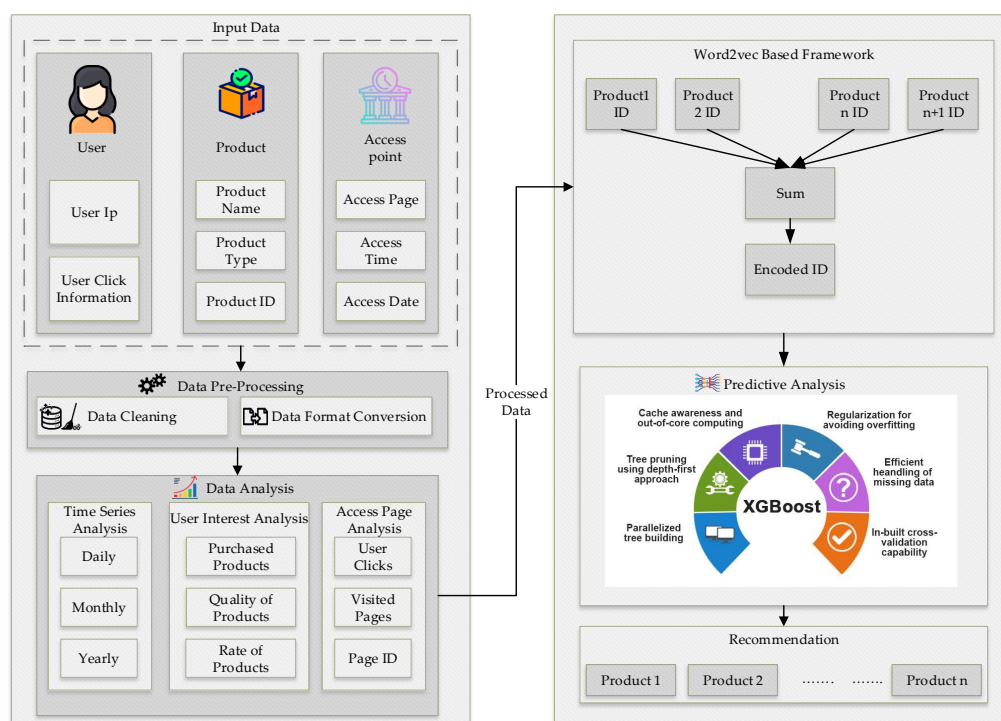 Input Data
User
User Ip
User Click
Information
Product
Product
Name
Product
Type
Product ID
Access
point
Access Page
Access
Time
Access Date
Data Pre-Processing
Data Cleaning
Data Format Conversion
Data Analysis
Time Series
Analysis
Daily
Monthly
Yearly
User Interest Analysis
Purchased
Products
Quality of
Products
Rate of
Products
Access Page
Analysis
User
Clicks
Visited
Pages
Page ID
Processed
Data
Word2vec Based Framework
Product1
ID
Product
2 ID
Product
n ID
Product
n+1 ID
Sum
Encoded ID
Predictive Analysis
Cache awareness and
out-of-core computing
Regularization for
avoiding overfitting
Tree pruning
using depth-first
approach
Efficient
heandling of
missing data
XGBoost
Parallelized
tree building
In-built cross-
validation
capability
Recommendation
Product 1
Product 2
....... .......
Product n